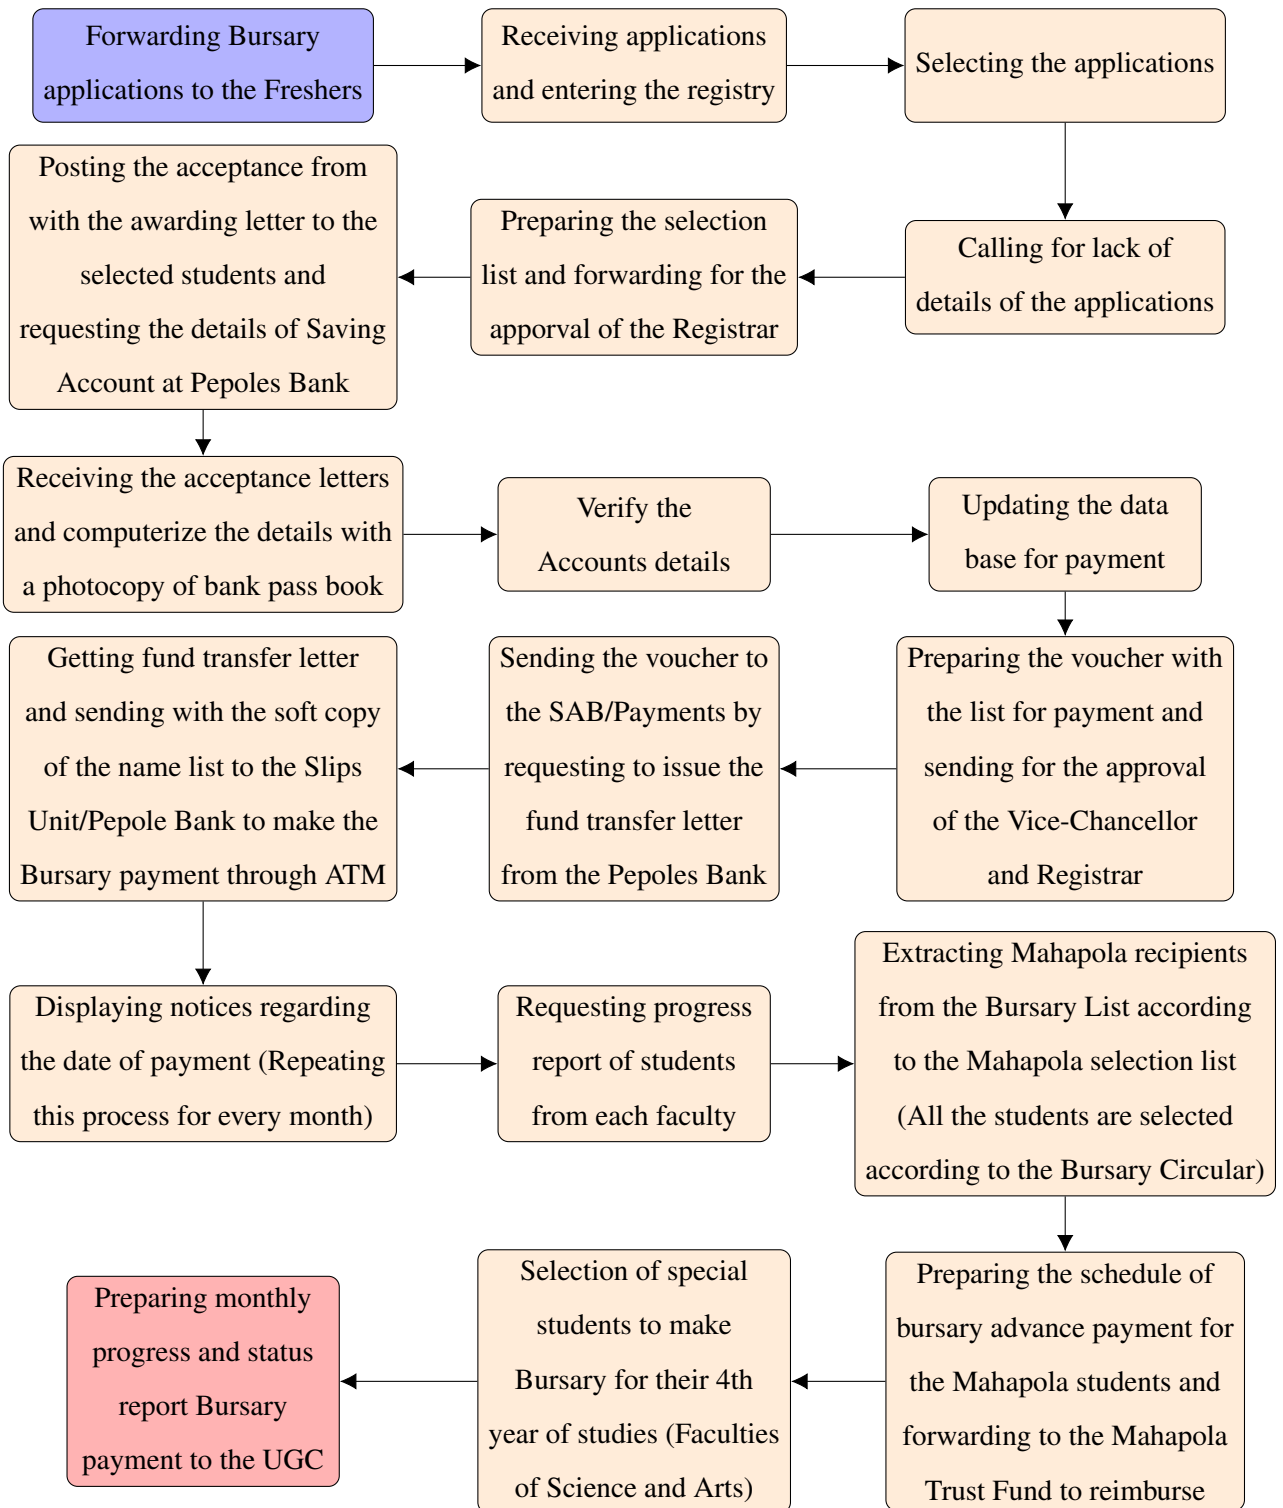 Forwarding Bursary
applications to the Freshers
Receiving applications
and entering the registry
Selecting the applications
Calling for lack of
details of the applications
Preparing the selection
list and forwarding for the
apporval of the Registrar
Posting the acceptance from
with the awarding letter to the
selected students and
requesting the details of Saving
Account at Pepoles Bank
Receiving the acceptance letters
and computerize the details with
a photocopy of bank pass book
Verify the
Accounts details
Updating the data
base for payment
Preparing the voucher with
the list for payment and
sending for the approval
of the Vice-Chancellor
and Registrar
Sending the voucher to
the SAB/Payments by
requesting to issue the
fund transfer letter
from the Pepoles Bank
Getting fund transfer letter
and sending with the soft copy
of the name list to the Slips
Unit/Pepole Bank to make the
Bursary payment through ATM
Displaying notices regarding
the date of payment (Repeating
this process for every month)
Requesting progress
report of students
from each faculty
Extracting Mahapola recipients
from the Bursary List according
to the Mahapola selection list
(All the students are selected
according to the Bursary Circular)
Preparing the schedule of
bursary advance payment for
the Mahapola students and
forwarding to the Mahapola
Trust Fund to reimburse
Selection of special
students to make
Bursary for their 4th
year of studies (Faculties
of Science and Arts)
Preparing monthly
progress and status
report Bursary
payment to the UGC